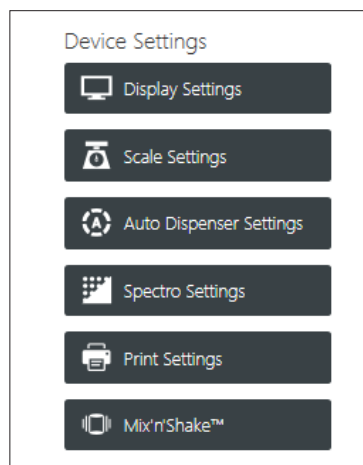 Device Settings
Display Settings
Scale Settings
Auto Dispenser Settings
Spectro Settings
Print Settings
Mix'n'Shake™